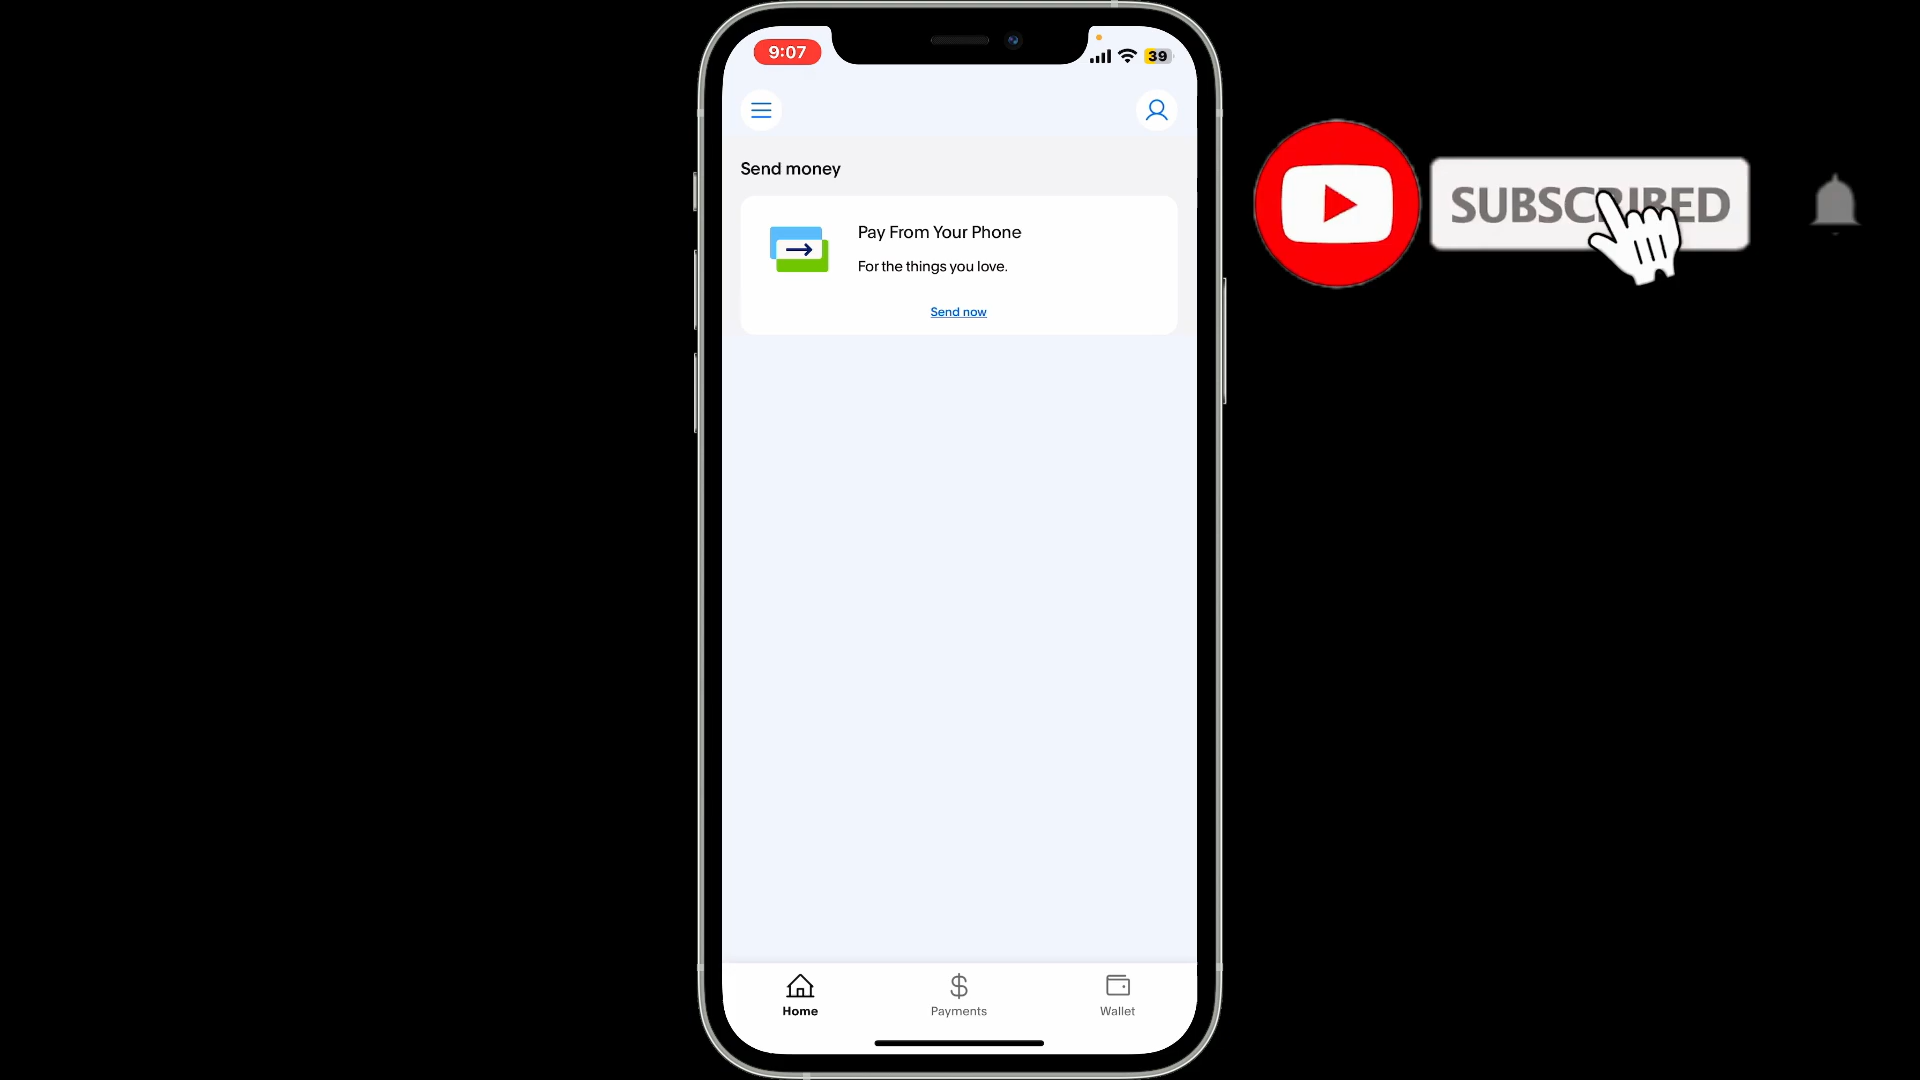 9:07
39
Send money
Pay From Your Phone
For the things you love.
Send now
SUBSCRIBED
Home
Payments
Wallet